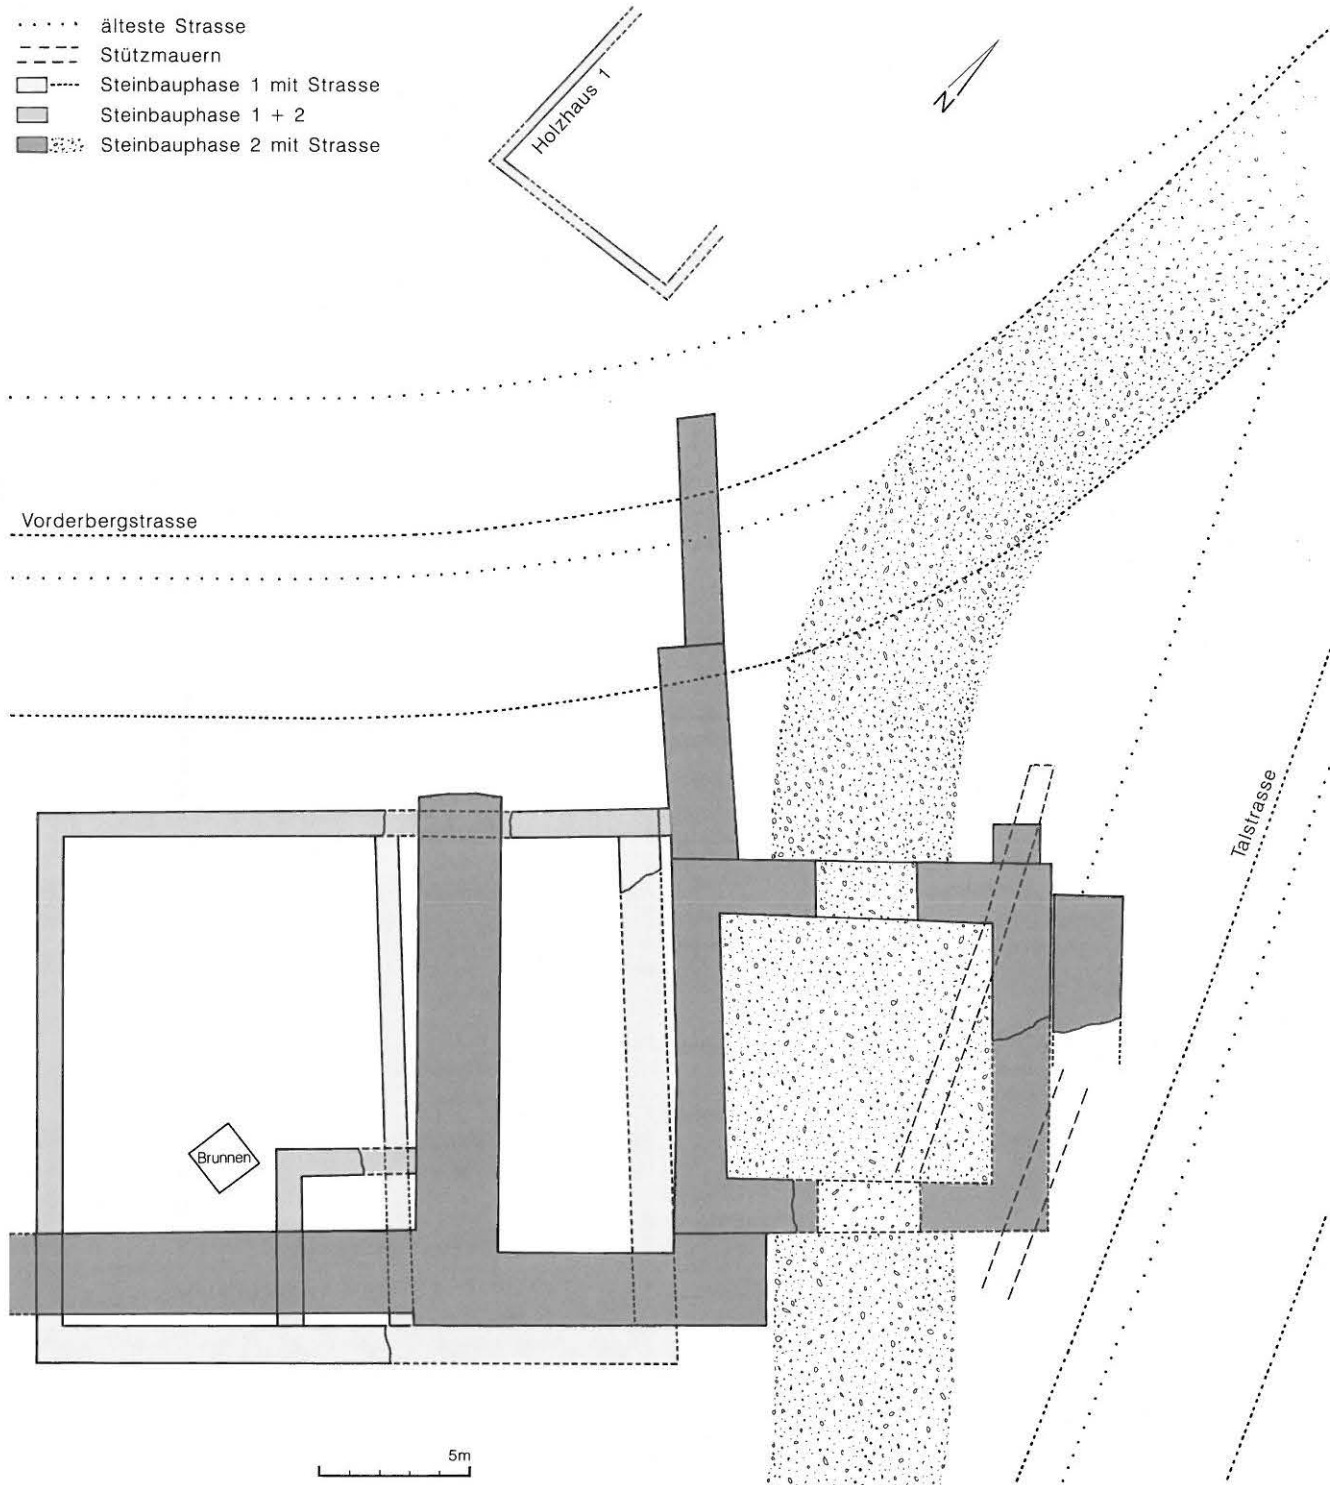 älteste Strasse
Stützmauern
Steinbauphase 1 mit Strasse
Steinbauphase 1 + 2
Steinbauphase 2 mit Strasse
Holzhaus 1
N
Vorderbergstrasse
Talstrasse
Brunnen
5m